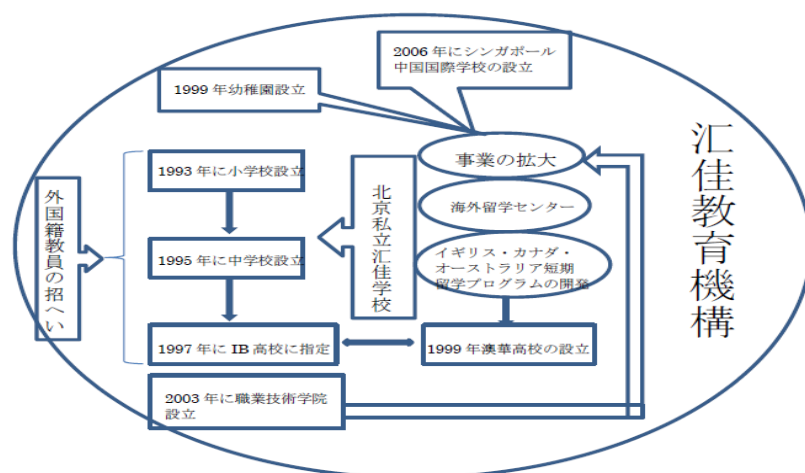 2006 年にシンガポール
中国国際学校の設立
1999 年幼稚園設立
汇佳教育機構
事業の拡大
1993 年に小学校設立
北京私立汇佳学校
外国籍教員の招へい
海外留学センター
1995 年に中学校設立
イギリス・カナダ・
オーストラリア短期
留学プログラムの開発
1997 年に IB 高校に指定
1999 年澳華高校の設立
2003 年に職業技術学院
設立